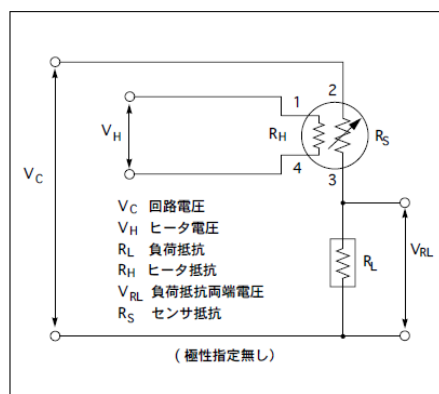 1
2
V_H
R_H
R_S
V_C
4
3
V_C 回路電圧
V_H ヒータ電圧
R_L 負荷抵抗
R_H ヒータ抵抗
V_RL 負荷抵抗両端電圧
R_S センサ抵抗
R_L
V_RL
(極性指定無し)